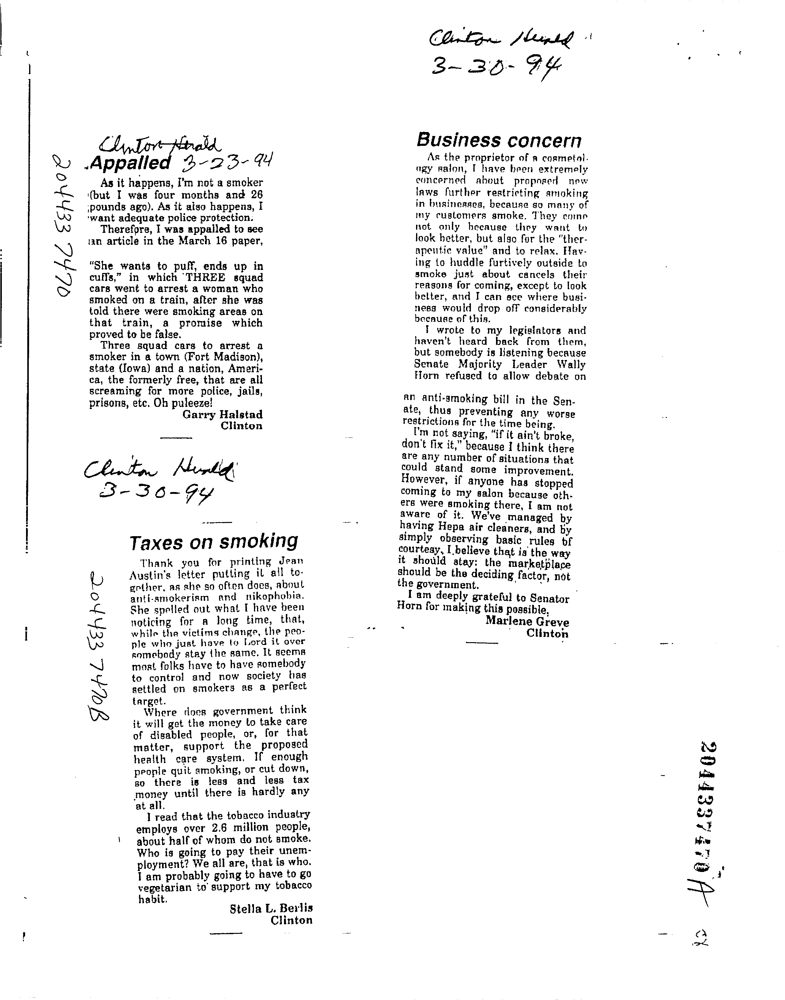 Clinton Herald
3-30-94
Clinton Herald
Appalled 3-23-94
As it happens, I'm not a smoker
(but I was four months and 26
pounds ago). As it also happens, I
want adequate police protection.
Therefore, I was appalled to see
an article in the March 16 paper,
"She wants to puff, ends up in
cuffs," in which THREE squad
cars went to arrest a woman who
smoked on a train, after she was
told there were smoking areas on
that train, a promise which
proved to be false.
Three squad cars to arrest a
smoker in a town (Fort Madison),
state (Iowa) and a nation, Ameri-
ca, the formerly free, that are all
screaming for more police, jails,
prisons, etc. Oh puleeze!
Garry Halstad
Clinton
204433 7470
Clinton Herald
3-30-94
Taxes on smoking
Thank you for printing Jean
Austin's letter putting it all to-
gether, as she so often does, about
anti-smokerism and nikophobia.
She spelled out what I have been
noticing for a long time, that,
while the victims change, the peo-
ple who just have to Lord it over
somebody stay the same. It seems
most folks have to have somebody
to control and now society has
settled on smokers as a perfect
target.
Where does government think
it will get the money to take care
of disabled people, or, for that
matter, support the proposed
health care system. If enough
people quit smoking, or cut down,
so there is less and less tax
money until there is hardly any
at all.
I read that the tobacco industry
employs over 2.6 million people,
about half of whom do not smoke.
Who is going to pay their unem-
ployment? We all are, that is who.
I am probably going to have to go
vegetarian to support my tobacco
habit.
Stella L. Berlis
Clinton
204433 7470B
Business concern
As the proprietor of a cosmetol-
ogy salon, I have been extremely
concerned about proposed new
laws further restricting smoking
in businesses, because so many of
my customers smoke. They come
not only because they want to
look better, but also for the "ther-
apeutic value" and to relax. Hav-
ing to huddle furtively outside to
smoke just about cancels their
reasons for coming, except to look
better, and I can see where busi-
ness would drop off considerably
because of this.
I wrote to my legislators and
haven't heard back from them,
but somebody is listening because
Senate Majority Leader Wally
Horn refused to allow debate on
an anti-smoking bill in the Sen-
ate, thus preventing any worse
restrictions for the time being.
I'm not saying, "if it ain't broke,
don't fix it," because I think there
are any number of situations that
could stand some improvement.
However, if anyone has stopped
coming to my salon because oth-
ers were smoking there, I am not
aware of it. We've managed by
having Hepa air cleaners, and by
simply observing basic rules of
courtesy, I believe that is the way
it should stay: the marketplace
should be the deciding factor, not
the government.
I am deeply grateful to Senator
Horn for making this possible.
Marlene Greve
Clinton
2044337470A